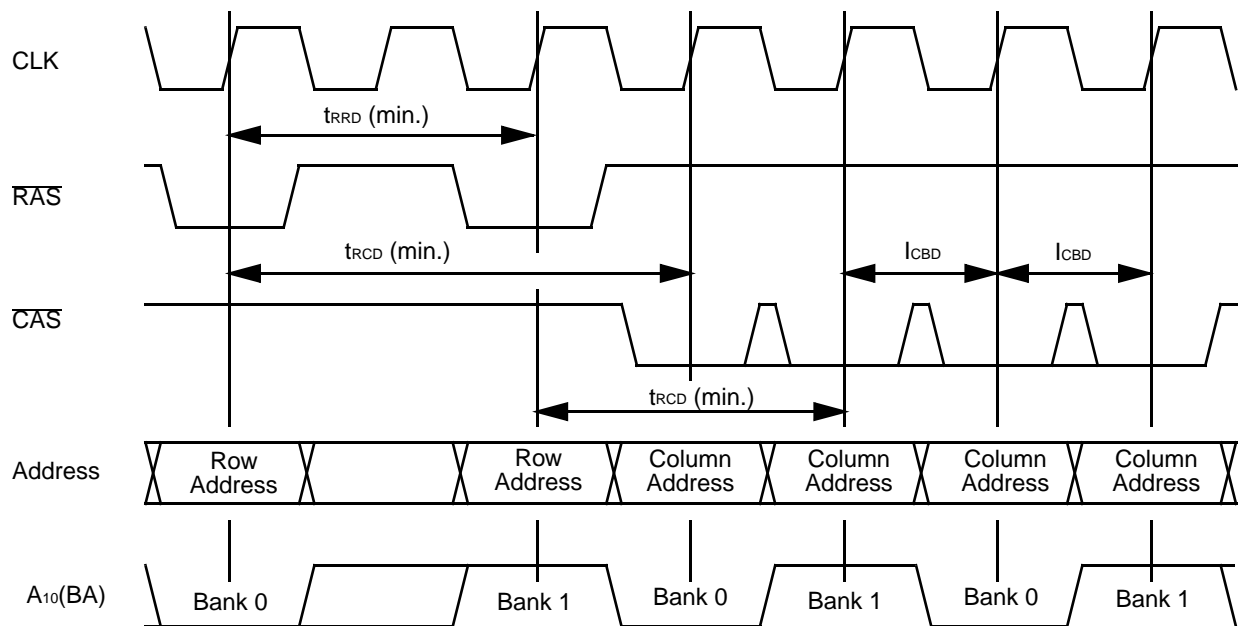 CLK
tRRD (min.)
RAS
tRCD (min.)
ICBD
ICBD
CAS
tRCD (min.)
Address
Row
Address
Row
Address
Column
Address
Column
Address
Column
Address
Column
Address
A10(BA)
Bank 0
Bank 1
Bank 0
Bank 1
Bank 0
Bank 1